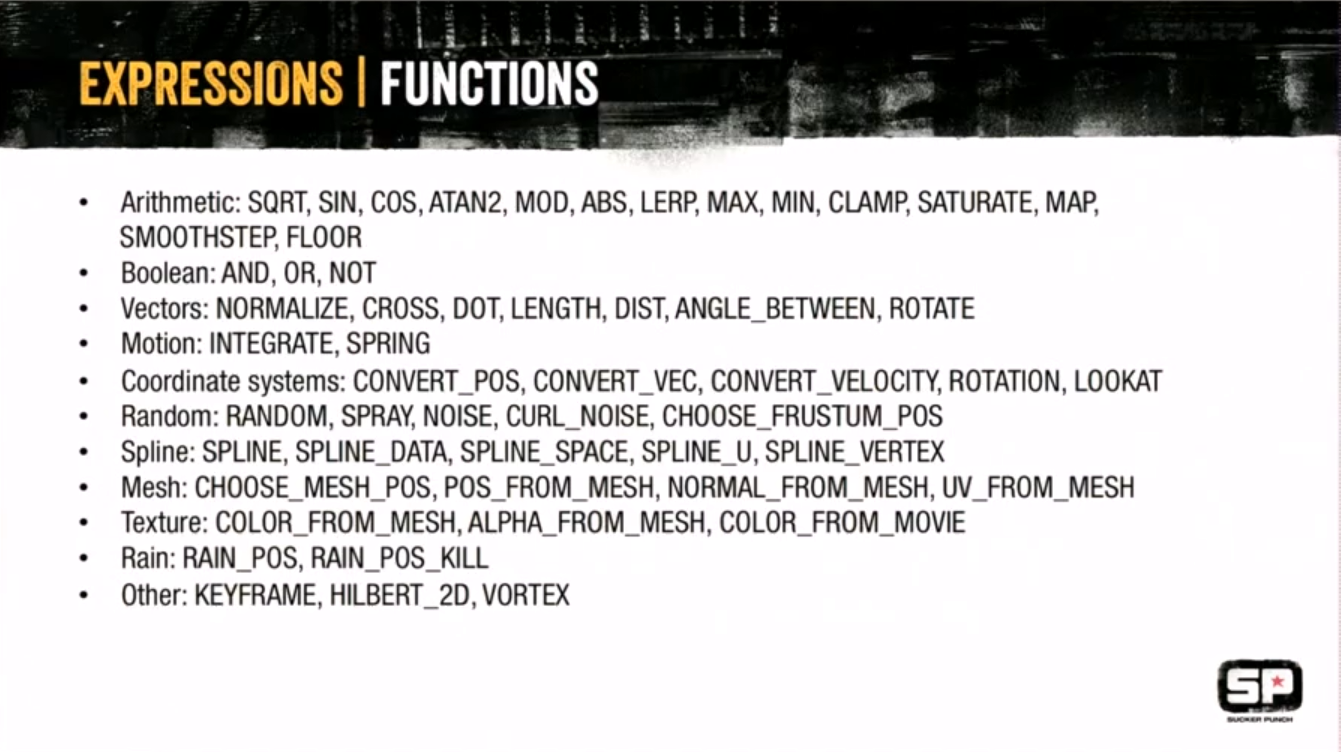 EXPRESSIONS | FUNCTIONS
• Arithmetic: SQRT, SIN, COS, ATAN2, MOD, ABS, LERP, MAX, MIN, CLAMP, SATURATE, MAP,
SMOOTHSTEP, FLOOR
• Boolean: AND, OR, NOT
• Vectors: NORMALIZE, CROSS, DOT, LENGTH, DIST, ANGLE_BETWEEN, ROTATE
• Motion: INTEGRATE, SPRING
• Coordinate systems: CONVERT_POS, CONVERT_VEC, CONVERT_VELOCITY, ROTATION, LOOKAT
• Random: RANDOM, SPRAY, NOISE, CURL_NOISE, CHOOSE_FRUSTUM_POS
• Spline: SPLINE, SPLINE_DATA, SPLINE_SPACE, SPLINE_U, SPLINE_VERTEX
• Mesh: CHOOSE_MESH_POS, POS_FROM_MESH, NORMAL_FROM_MESH, UV_FROM_MESH
• Texture: COLOR_FROM_MESH, ALPHA_FROM_MESH, COLOR_FROM_MOVIE
• Rain: RAIN_POS, RAIN_POS_KILL
• Other: KEYFRAME, HILBERT_2D, VORTEX
SP
SUCKER PUNCH